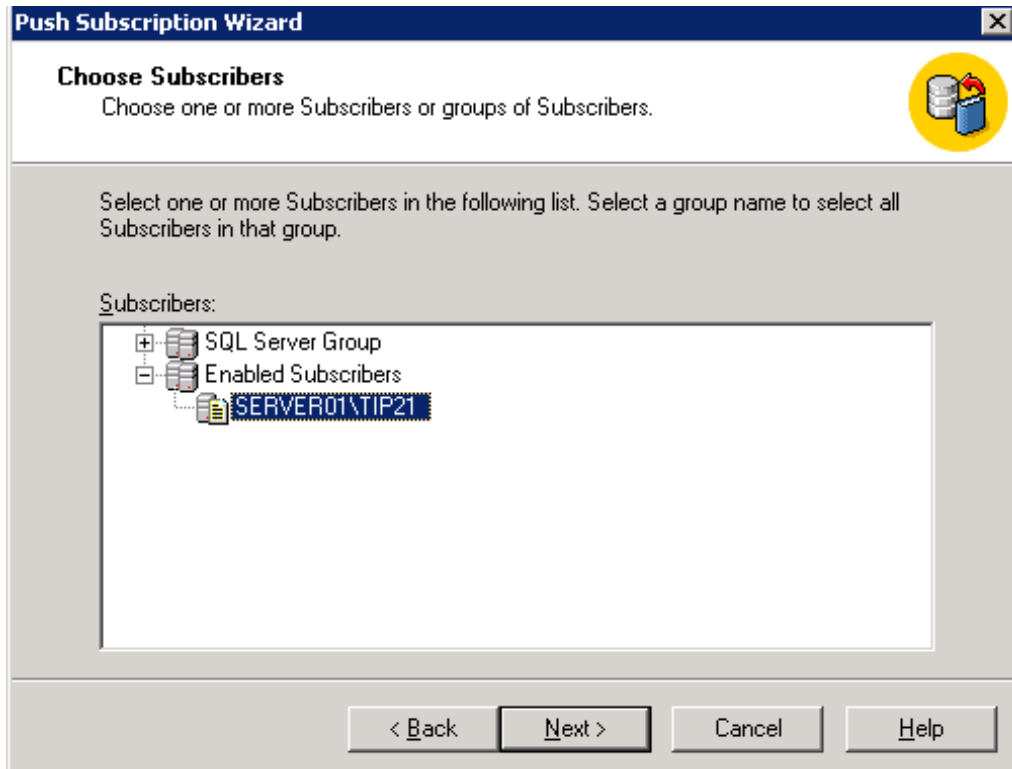 Push Subscription Wizard
Choose Subscribers
Choose one or more Subscribers or groups of Subscribers.
Select one or more Subscribers in the following list. Select a group name to select all
Subscribers in that group.
Subscribers:
SQL Server Group
Enabled Subscribers
SERVER01\TIP21
< Back Next > Cancel Help